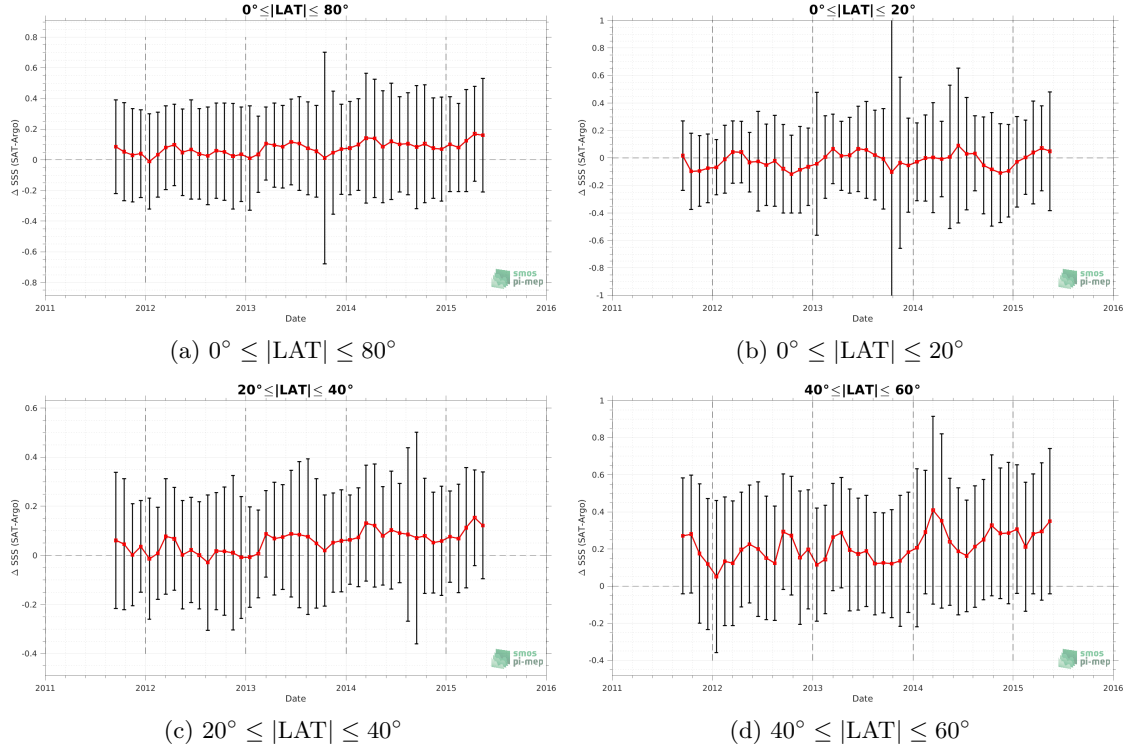 0°≤|LAT|≤ 80°
Δ SSS (SAT-Argo)
0.8
0.6
0.4
0.2
0
-0.2
-0.4
-0.6
-0.8
2011 2012 2013 2014 2015 2016
Date
smos
pi-mep
(a) 0° ≤ |LAT| ≤ 80°
0°≤|LAT|≤ 20°
Δ SSS (SAT-Argo)
1
0.8
0.6
0.4
0.2
0
-0.2
-0.4
-0.6
-0.8
-1
2011 2012 2013 2014 2015 2016
Date
smos
pi-mep
(b) 0° ≤ |LAT| ≤ 20°
20°≤|LAT|≤ 40°
Δ SSS (SAT-Argo)
0.6
0.4
0.2
0
-0.2
-0.4
2011 2012 2013 2014 2015 2016
Date
smos
pi-mep
(c) 20° ≤ |LAT| ≤ 40°
40°≤|LAT|≤ 60°
Δ SSS (SAT-Argo)
1
0.8
0.6
0.4
0.2
0
-0.2
-0.4
2011 2012 2013 2014 2015 2016
Date
smos
pi-mep
(d) 40° ≤ |LAT| ≤ 60°